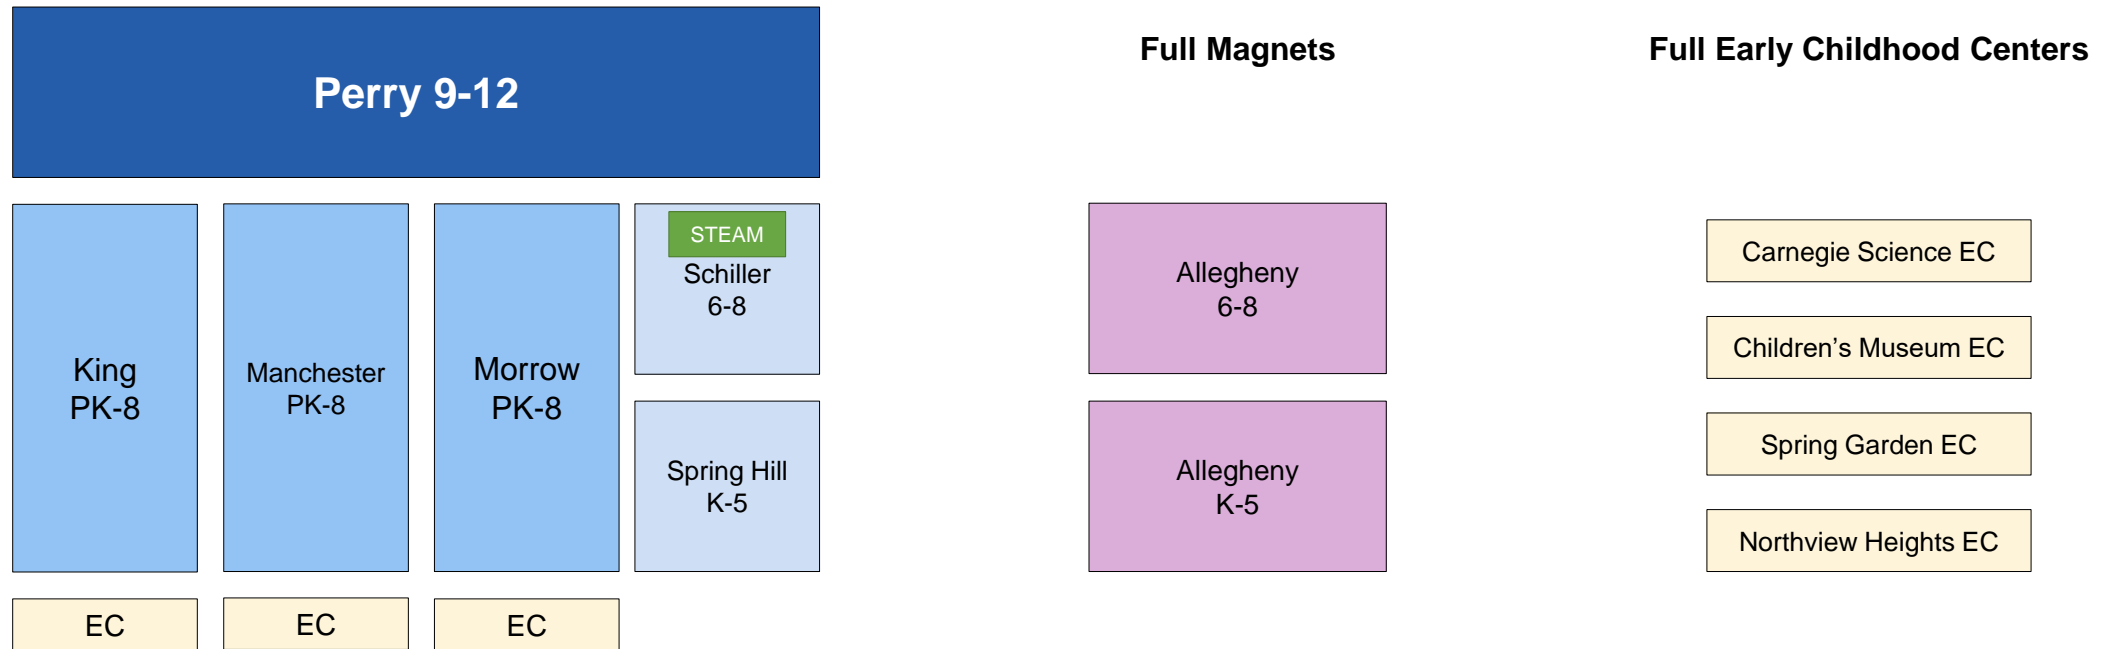 Perry 9-12
Full Magnets
Full Early Childhood Centers
King
PK-8
Manchester
PK-8
Morrow
PK-8
STEAM
Schiller
6-8
Spring Hill
K-5
EC
EC
EC
Allegheny
6-8
Allegheny
K-5
Carnegie Science EC
Children’s Museum EC
Spring Garden EC
Northview Heights EC